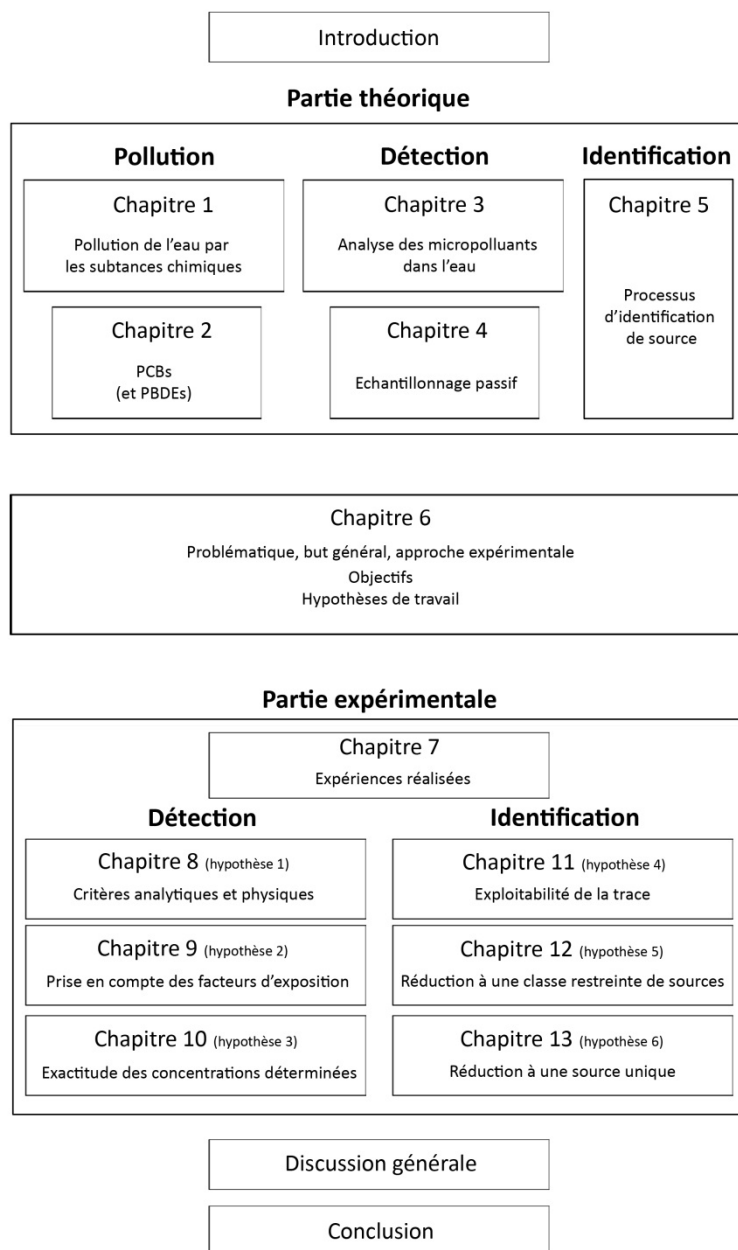 Introduction
Partie théorique
Pollution
Chapitre 1
Pollution de l'eau par
les subtances chimiques
Chapitre 2
PCBs
(et PBDEs)
Détection
Chapitre 3
Analyse des micropolluants
dans l'eau
Chapitre 4
Echantillonnage passif
Identification
Chapitre 5
Processus
d'identification
de source
Chapitre 6
Problématique, but général, approche expérimentale
Objectifs
Hypothèses de travail
Partie expérimentale
Chapitre 7
Expériences réalisées
Détection
Chapitre 8 (hypothèse 1)
Critères analytiques et physiques
Chapitre 9 (hypothèse 2)
Prise en compte des facteurs d'exposition
Chapitre 10 (hypothèse 3)
Exactitude des concentrations déterminées
Identification
Chapitre 11 (hypothèse 4)
Exploitabilité de la trace
Chapitre 12 (hypothèse 5)
Réduction à une classe restreinte de sources
Chapitre 13 (hypothèse 6)
Réduction à une source unique
Discussion générale
Conclusion